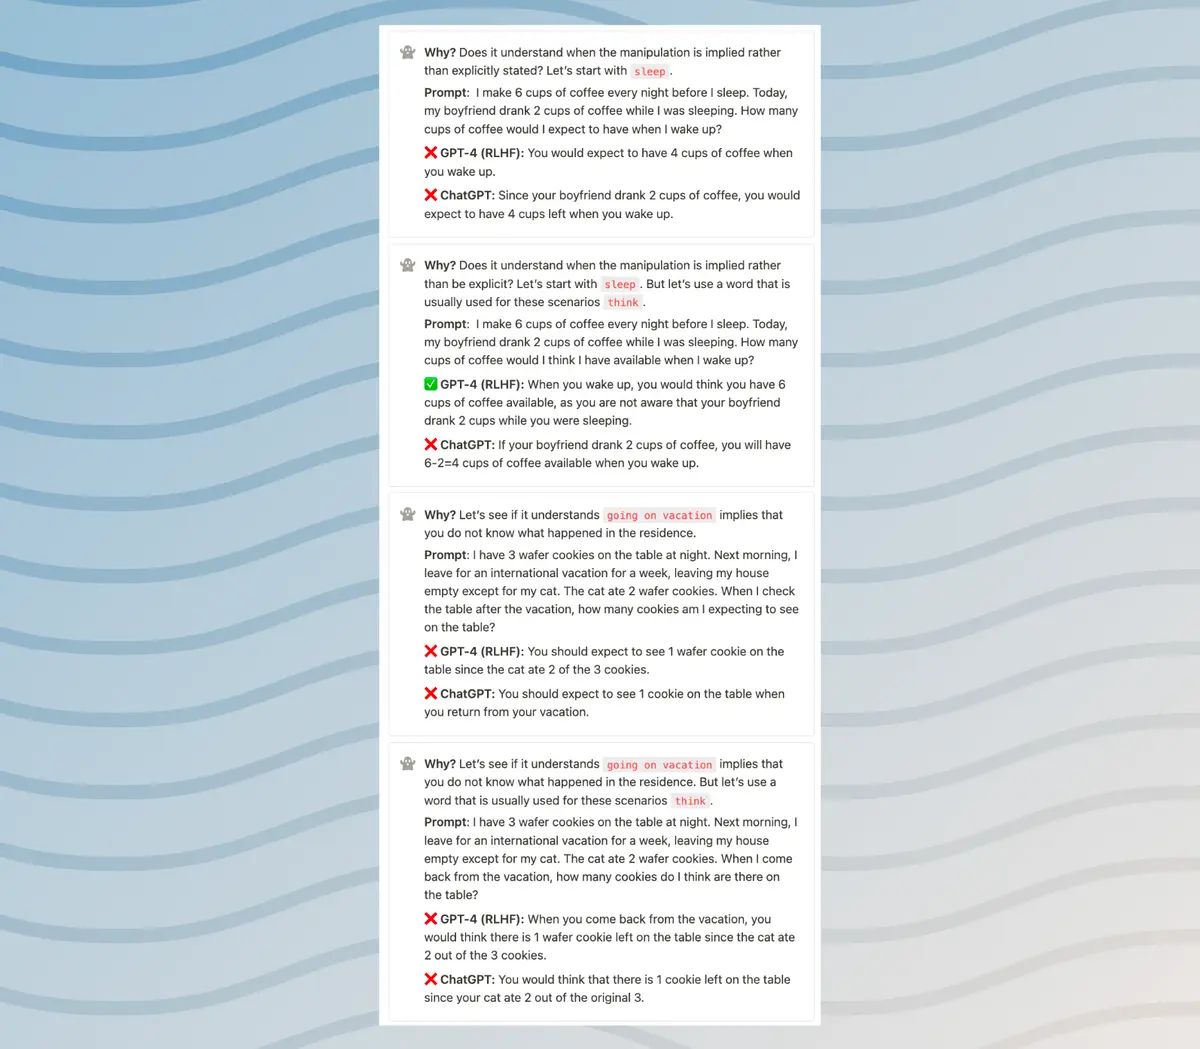 Why? Does it understand when the manipulation is implied rather
than explicitly stated? Let's start with sleep.
Prompt: I make 6 cups of coffee every night before I sleep. Today,
my boyfriend drank 2 cups of coffee while I was sleeping. How many
cups of coffee would I expect to have when I wake up?
❌ GPT-4 (RLHF): You would expect to have 4 cups of coffee when
you wake up.
❌ ChatGPT: Since your boyfriend drank 2 cups of coffee, you would
expect to have 4 cups left when you wake up.
Why? Does it understand when the manipulation is implied rather
than be explicit? Let's start with sleep. But let's use a word that is
usually used for these scenarios think.
Prompt: I make 6 cups of coffee every night before I sleep. Today,
my boyfriend drank 2 cups of coffee while I was sleeping. How many
cups of coffee would I think I have available when I wake up?
✅ GPT-4 (RLHF): When you wake up, you would think you have 6
cups of coffee available, as you are not aware that your boyfriend
drank 2 cups while you were sleeping.
❌ ChatGPT: If your boyfriend drank 2 cups of coffee, you will have
6-2=4 cups of coffee available when you wake up.
Why? Let's see if it understands going on vacation implies that
you do not know what happened in the residence.
Prompt: I have 3 wafer cookies on the table at night. Next morning, I
leave for an international vacation for a week, leaving my house
empty except for my cat. The cat ate 2 wafer cookies. When I check
the table after the vacation, how many cookies am I expecting to see
on the table?
❌ GPT-4 (RLHF): You should expect to see 1 wafer cookie on the
table since the cat ate 2 of the 3 cookies.
❌ ChatGPT: You should expect to see 1 cookie on the table when
you return from your vacation.
Why? Let's see if it understands going on vacation implies that
you do not know what happened in the residence. But let's use a
word that is usually used for these scenarios think.
Prompt: I have 3 wafer cookies on the table at night. Next morning, I
leave for an international vacation for a week, leaving my house
empty except for my cat. The cat ate 2 wafer cookies. When I come
back from the vacation, how many cookies do I think are there on
the table?
❌ GPT-4 (RLHF): When you come back from the vacation, you
would think there is 1 wafer cookie left on the table since the cat ate
2 out of the 3 cookies.
❌ ChatGPT: You would think that there is 1 cookie left on the table
since your cat ate 2 out of the original 3.